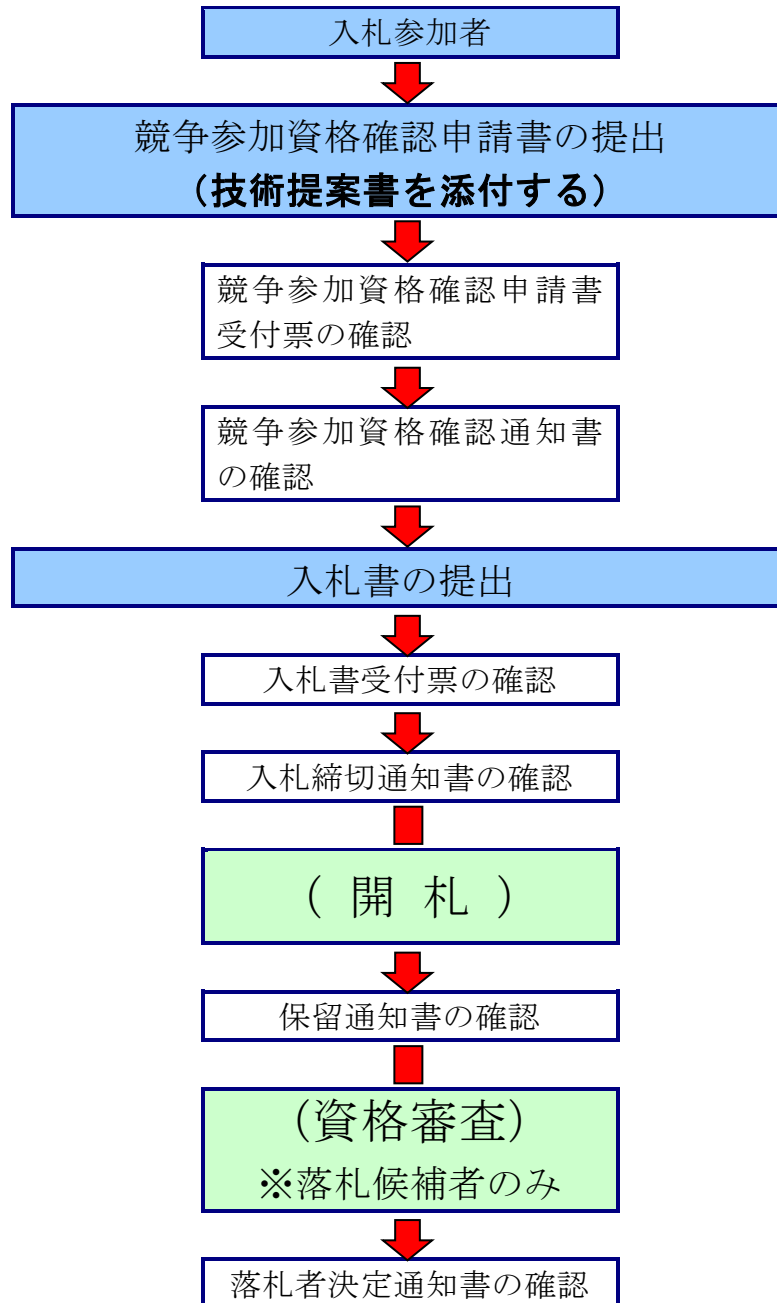 入札参加者
競争参加資格確認申請書の提出
（技術提案書を添付する）
競争参加資格確認申請書
受付票の確認
競争参加資格確認通知書
の確認
入札書の提出
入札書受付票の確認
入札締切通知書の確認
（ 開 札 ）
保留通知書の確認
（資格審査）
※落札候補者のみ
落札者決定通知書の確認